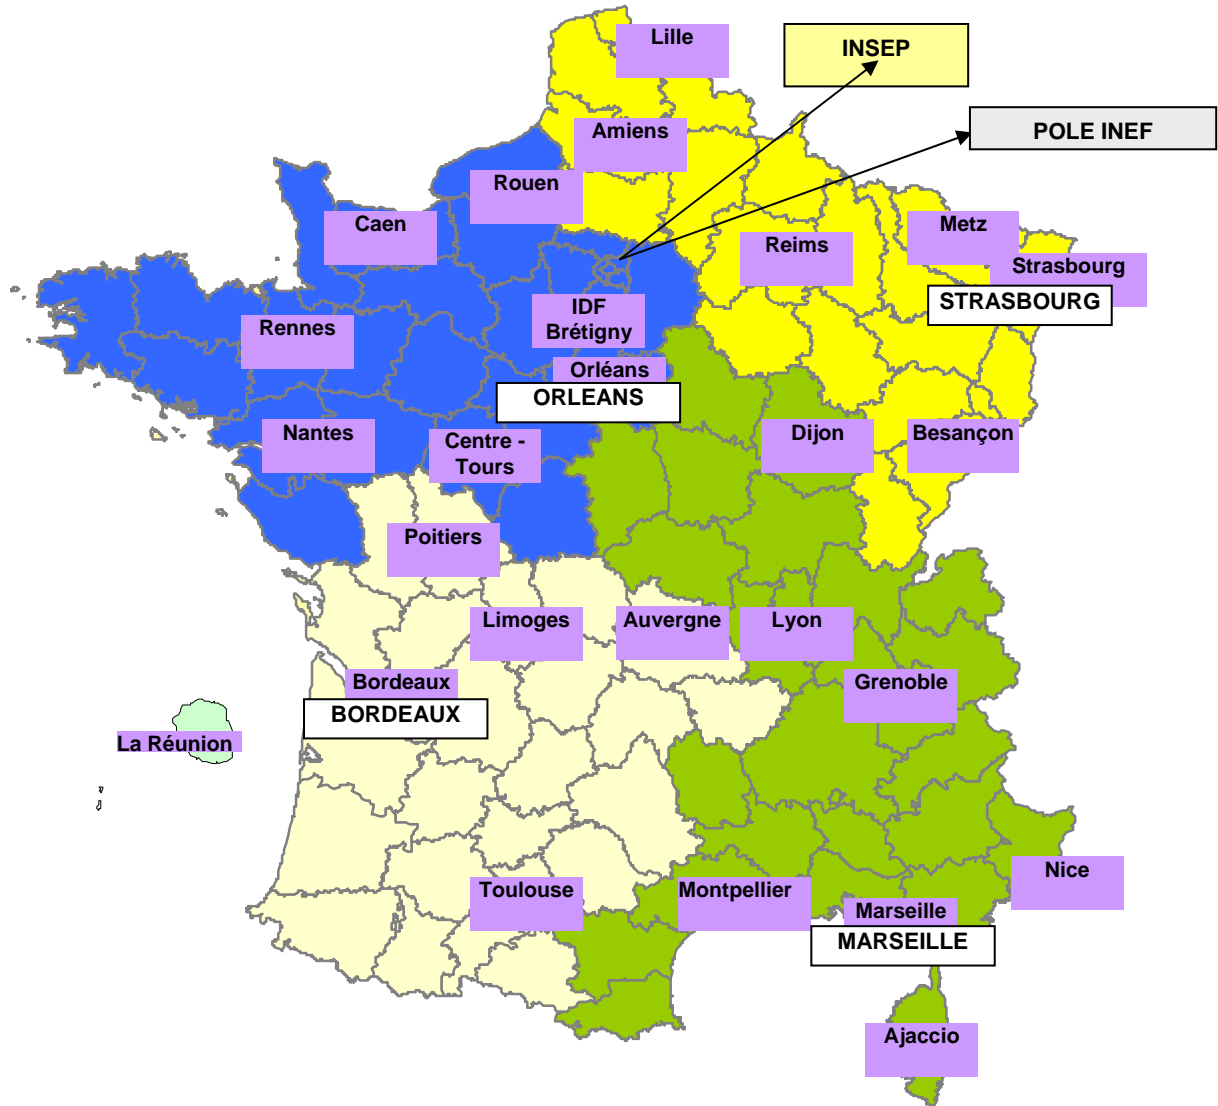 Lille
INSEP
POLE INEF
Amiens
Rouen
Caen
Metz
Reims
Strasbourg
STRASBOURG
IDF
Brétigny
Rennes
Orléans
ORLEANS
Nantes
Centre -
Tours
Dijon
Besançon
Poitiers
Limoges
Auvergne
Lyon
Bordeaux
BORDEAUX
Grenoble
La Réunion
Toulouse
Montpellier
Nice
Marseille
MARSEILLE
Ajaccio